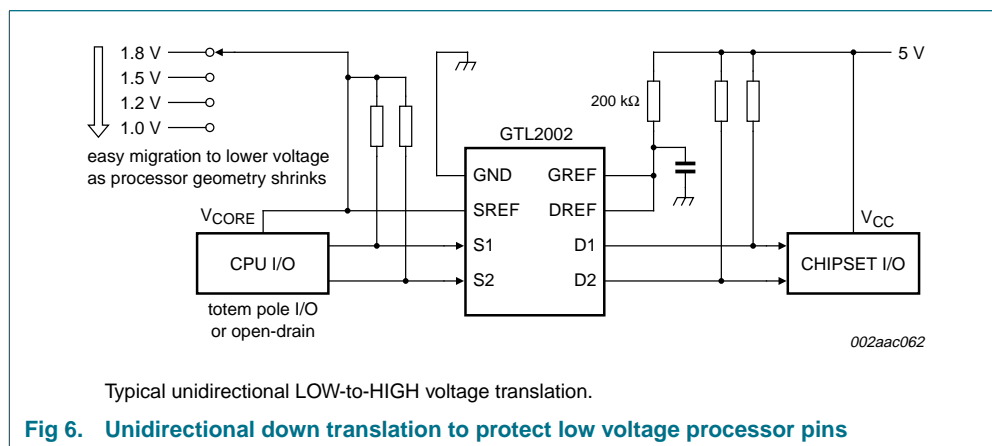 1.8 V
1.5 V
1.2 V
1.0 V
easy migration to lower voltage
as processor geometry shrinks
5 V
200 kΩ
GTL2002
GND
GREF
SREF
DREF
S1
D1
S2
D2
VCORE
CPU I/O
totem pole I/O
or open-drain
VCC
CHIPSET I/O
002aac062
Typical unidirectional LOW-to-HIGH voltage translation.
Fig 6. Unidirectional down translation to protect low voltage processor pins